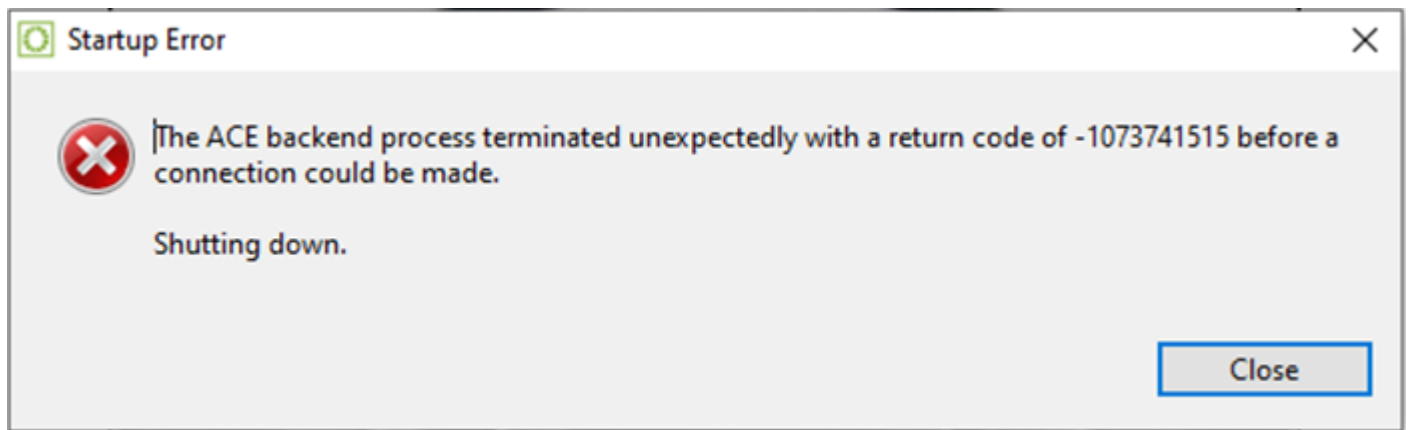 Startup Error
The ACE backend process terminated unexpectedly with a return code of -1073741515 before a
connection could be made.
Shutting down.
Close